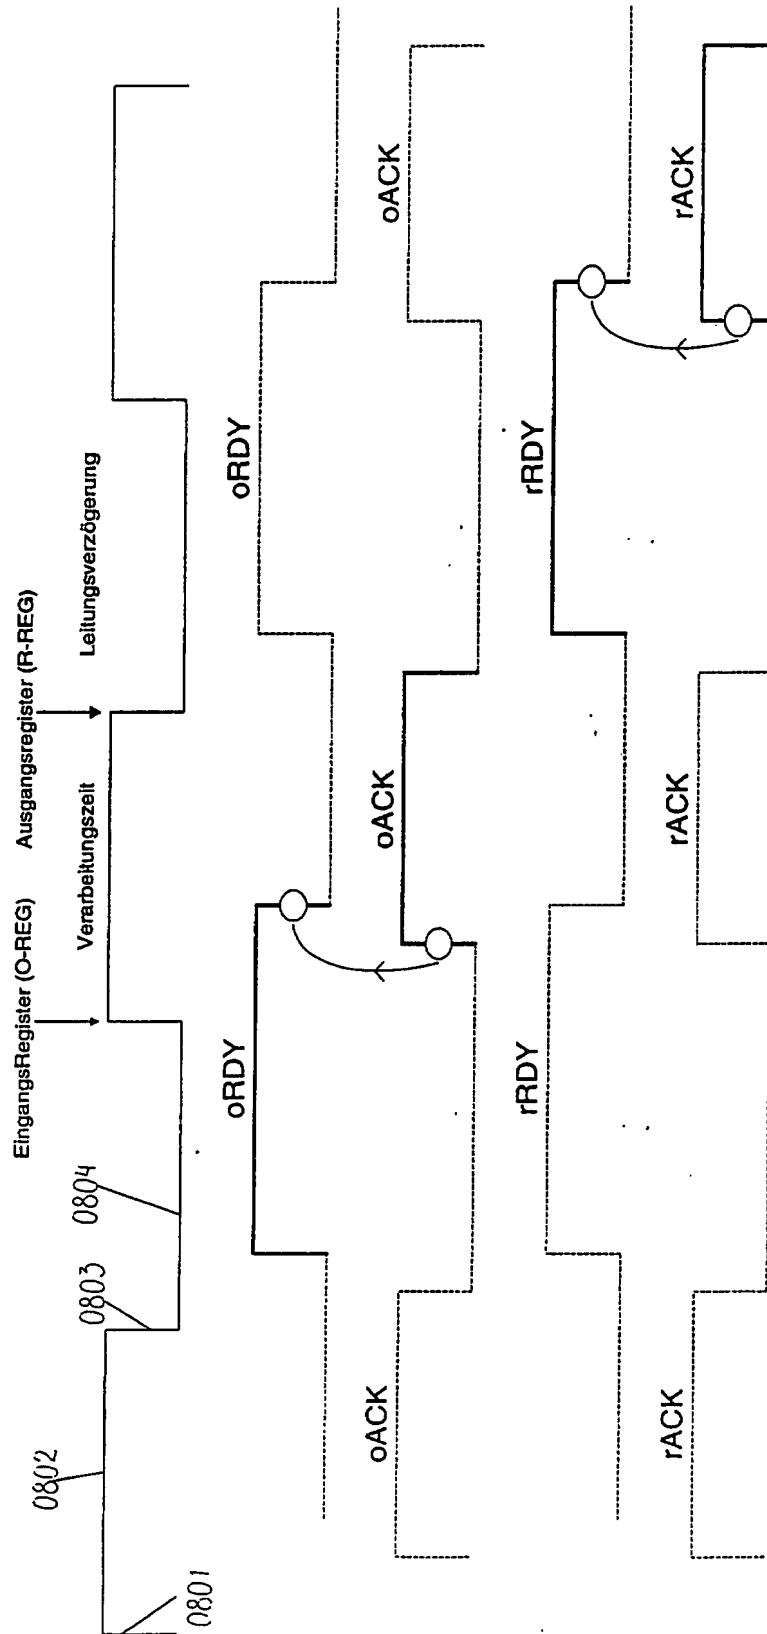 EingangsRegister (O-REG)
Ausgangsregister (R-REG)
0801
0802
0803
0804
Verarbeitungszeit
Leitungsverzögerung
oRDY
oRDY
oACK
oACK
oACK
rRDY
rRDY
rACK
rACK
rACK